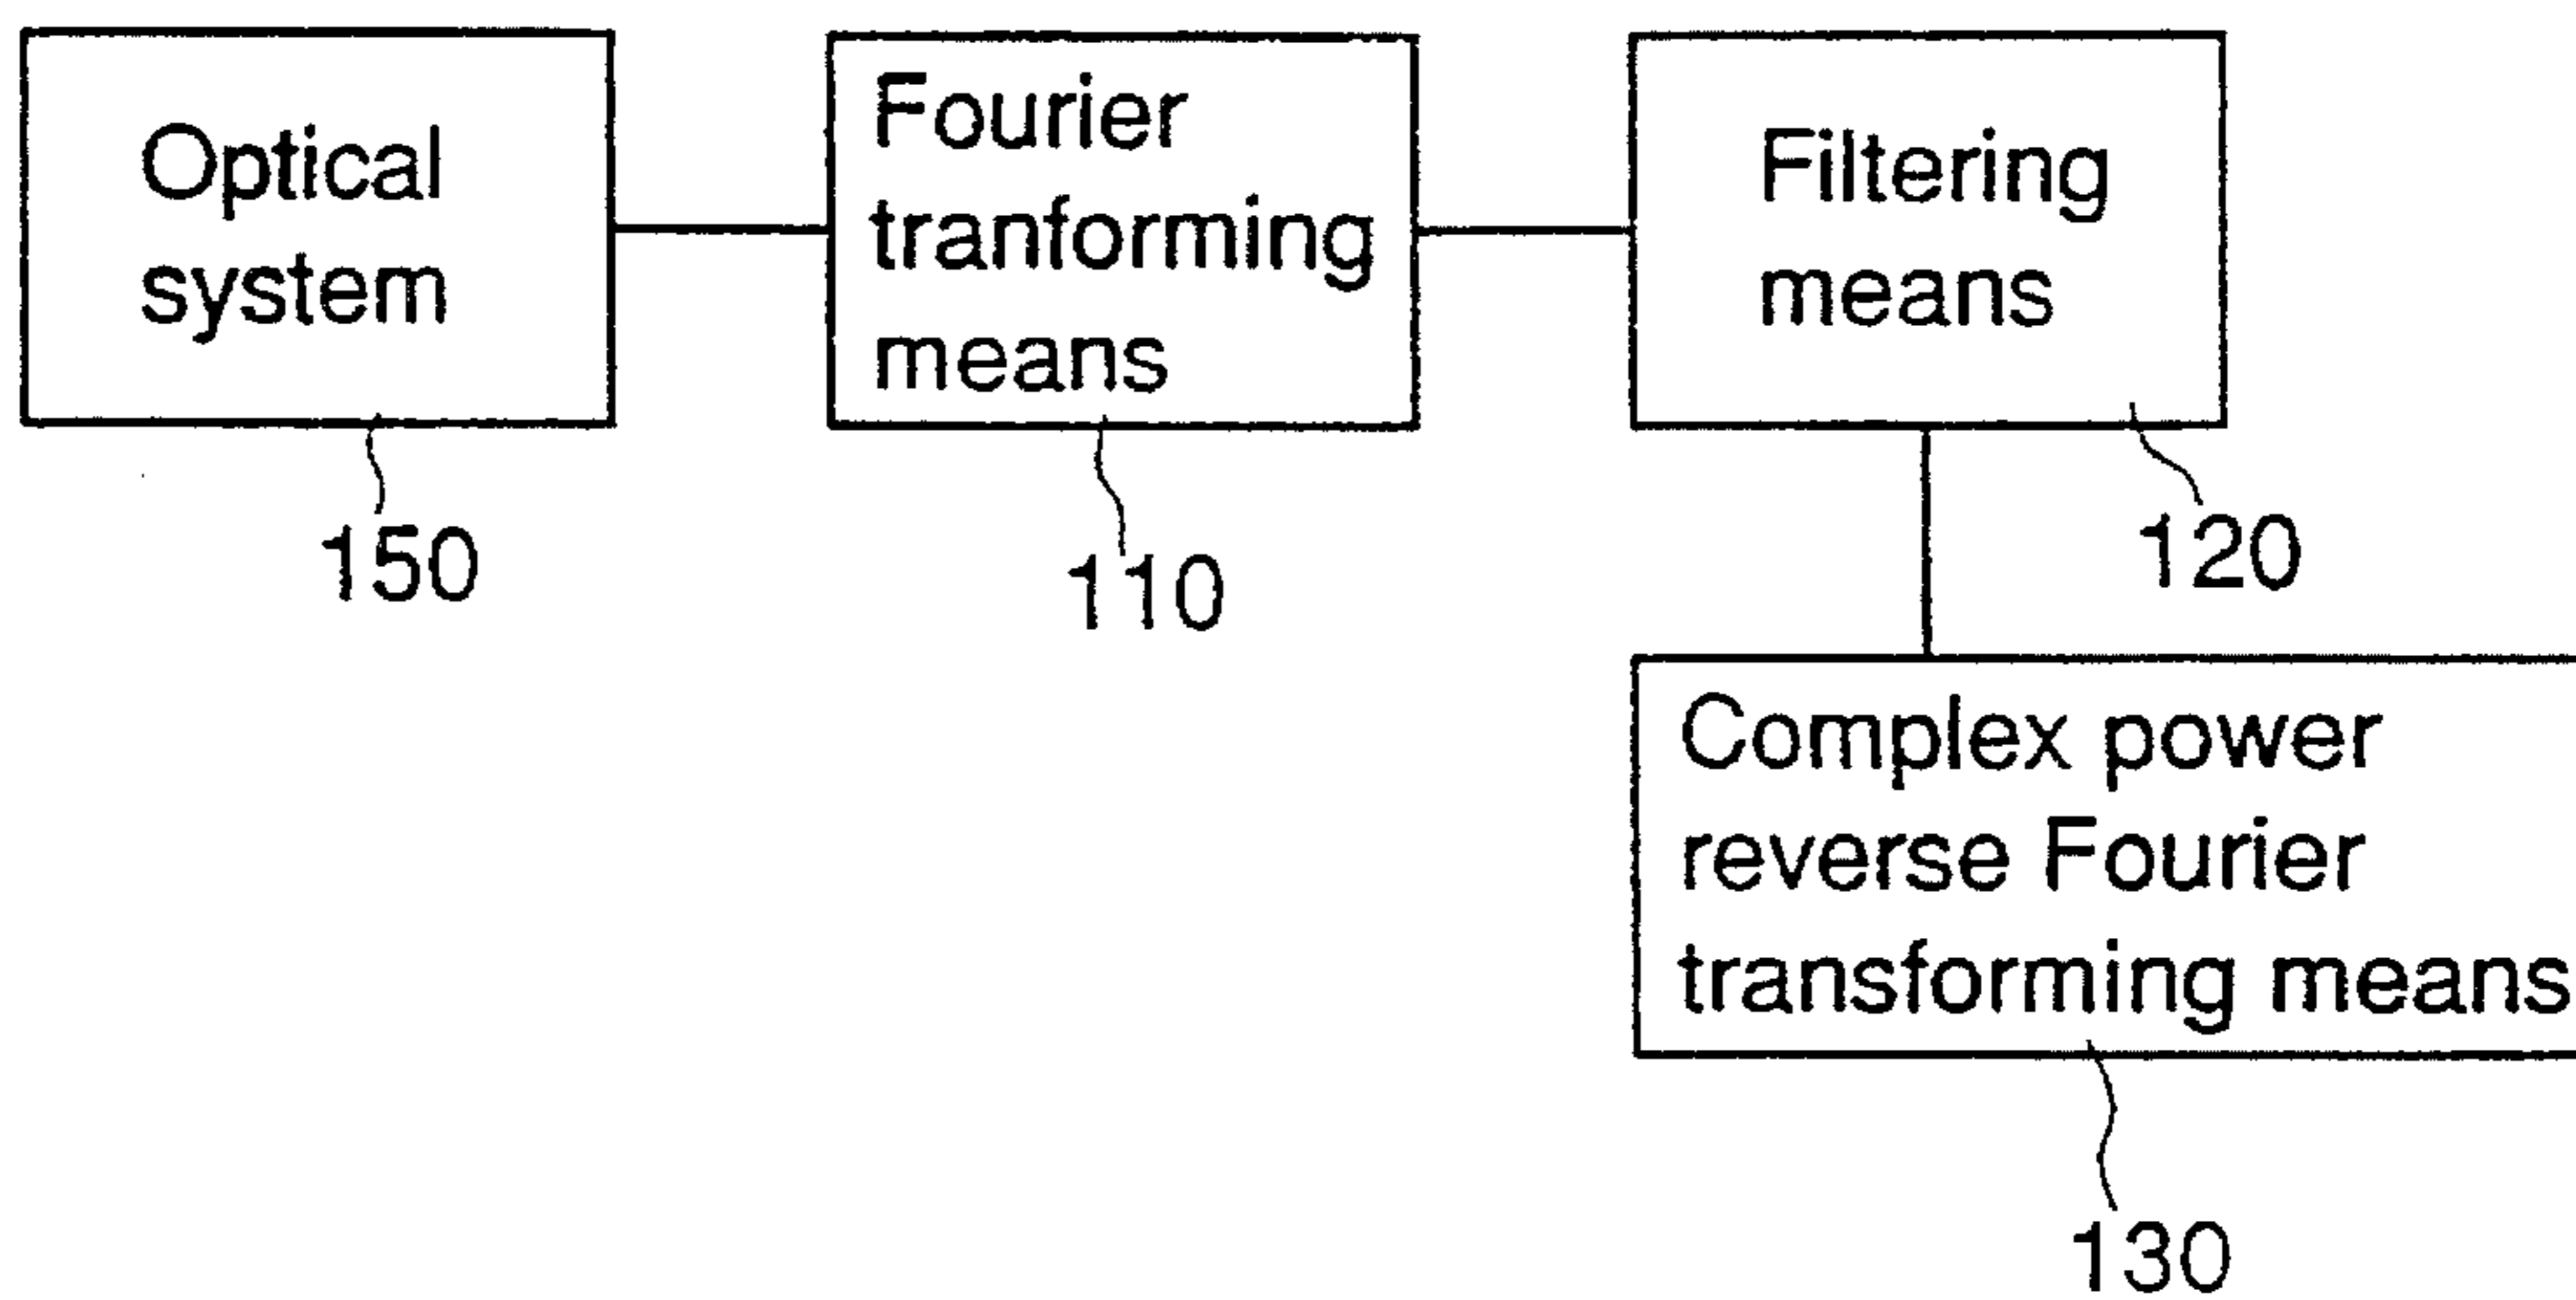 Optical
system
150
Fourier
tranforming
means
110
Filtering
means
120
Complex power
reverse Fourier
transforming means
130